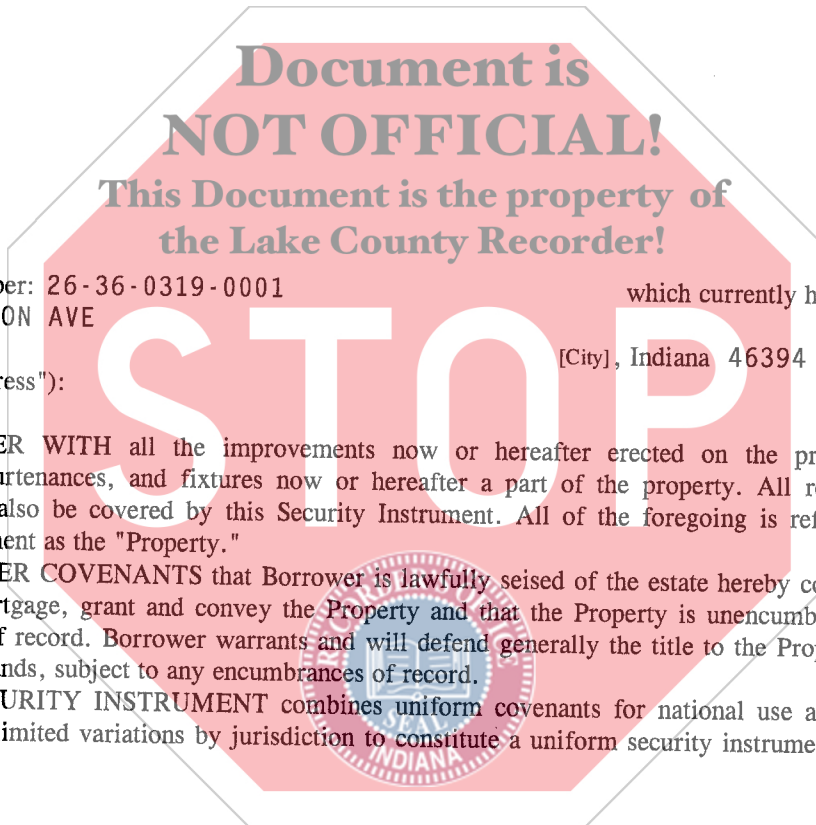 Document is
NOT OFFICIAL!
This Document is the property of
the Lake County Recorder!
ber: 26-36-0319-0001 which currently h
ON AVE
[City], Indiana 46394
ress"):
STOP
ER WITH all the improvements now or hereafter erected on the pr
urtenances, and fixtures now or hereafter a part of the property. All r
also be covered by this Security Instrument. All of the foregoing is ref
nent as the "Property."
ER COVENANTS that Borrower is lawfully seised of the estate hereby c
rtgage, grant and convey the Property and that the Property is unencumb
f record. Borrower warrants and will defend generally the title to the Prop
nds, subject to any encumbrances of record.
URITY INSTRUMENT combines uniform covenants for national use a
imited variations by jurisdiction to constitute a uniform security instrume
RECORDER'S OFFICE
SEAL
INDIANA